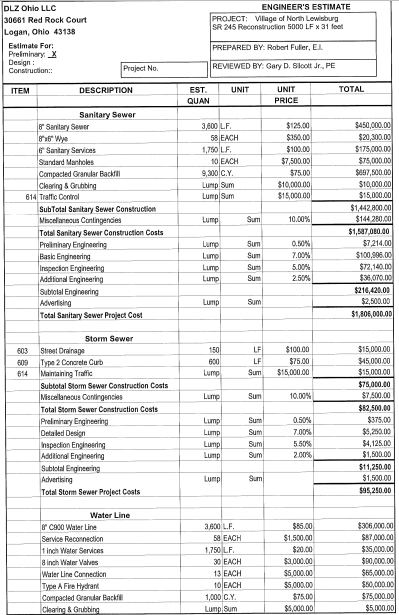 DLZ Ohio LLC
30661 Red Rock Court
Logan, Ohio 43138
Estimate For:
Preliminary: X
Design :
Construction::
Project No.
ENGINEER'S ESTIMATE
PROJECT: Village of North Lewisburg
SR 245 Reconstruction 5000 LF x 31 feet
PREPARED BY: Robert Fuller, E.I.
REVIEWED BY: Gary D. Silcott Jr., PE
ITEM DESCRIPTION EST. UNIT UNIT TOTAL
QUAN PRICE
Sanitary Sewer
8" Sanitary Sewer 3,600 L.F. $125.00 $450,000.00
8"x6" Wye 58 EACH $350.00 $20,300.00
6" Sanitary Services 1,750 L.F. $100.00 $175,000.00
Standard Manholes 10 EACH $7,500.00 $75,000.00
Compacted Granular Backfill 9,300 C.Y. $75.00 $697,500.00
Clearing & Grubbing Lump Sum $10,000.00 $10,000.00
614 Traffic Control Lump Sum $15,000.00 $15,000.00
SubTotal Sanitary Sewer Construction $1,442,800.00
Miscellaneous Contingencies Lump Sum 10.00% $144,280.00
Total Sanitary Sewer Construction Costs $1,587,080.00
Preliminary Engineering Lump Sum 0.50% $7,214.00
Basic Engineering Lump Sum 7.00% $100,996.00
Inspection Engineering Lump Sum 5.00% $72,140.00
Additional Engineering Lump Sum 2.50% $36,070.00
Subtotal Engineering $216,420.00
Advertising Lump Sum $2,500.00
Total Sanitary Sewer Project Cost $1,806,000.00
Storm Sewer
603 Street Drainage 150 LF $100.00 $15,000.00
609 Type 2 Concrete Curb 600 LF $75.00 $45,000.00
614 Maintaining Traffic Lump Sum $15,000.00 $15,000.00
Subtotal Storm Sewer Construction Costs $75,000.00
Miscellaneous Contingencies Lump Sum 10.00% $7,500.00
Total Storm Sewer Construction Costs $82,500.00
Preliminary Engineering Lump Sum 0.50% $375.00
Detailed Design Lump Sum 7.00% $5,250.00
Inspection Engineering Lump Sum 5.50% $4,125.00
Additional Engineering Lump Sum 2.00% $1,500.00
Subtotal Engineering $11,250.00
Advertising Lump Sum $1,500.00
Total Storm Sewer Project Costs $95,250.00
Water Line
8" C900 Water Line 3,600 L.F. $85.00 $306,000.00
Service Reconnection 58 EACH $1,500.00 $87,000.00
1 inch Water Services 1,750 L.F. $20.00 $35,000.00
8 inch Water Valves 30 EACH $3,000.00 $90,000.00
Water Line Connection 13 EACH $5,000.00 $65,000.00
Type A Fire Hydrant 10 EACH $5,000.00 $50,000.00
Compacted Granular Backfill 1,000 C.Y. $75.00 $75,000.00
Clearing & Grubbing Lump Sum $5,000.00 $5,000.00